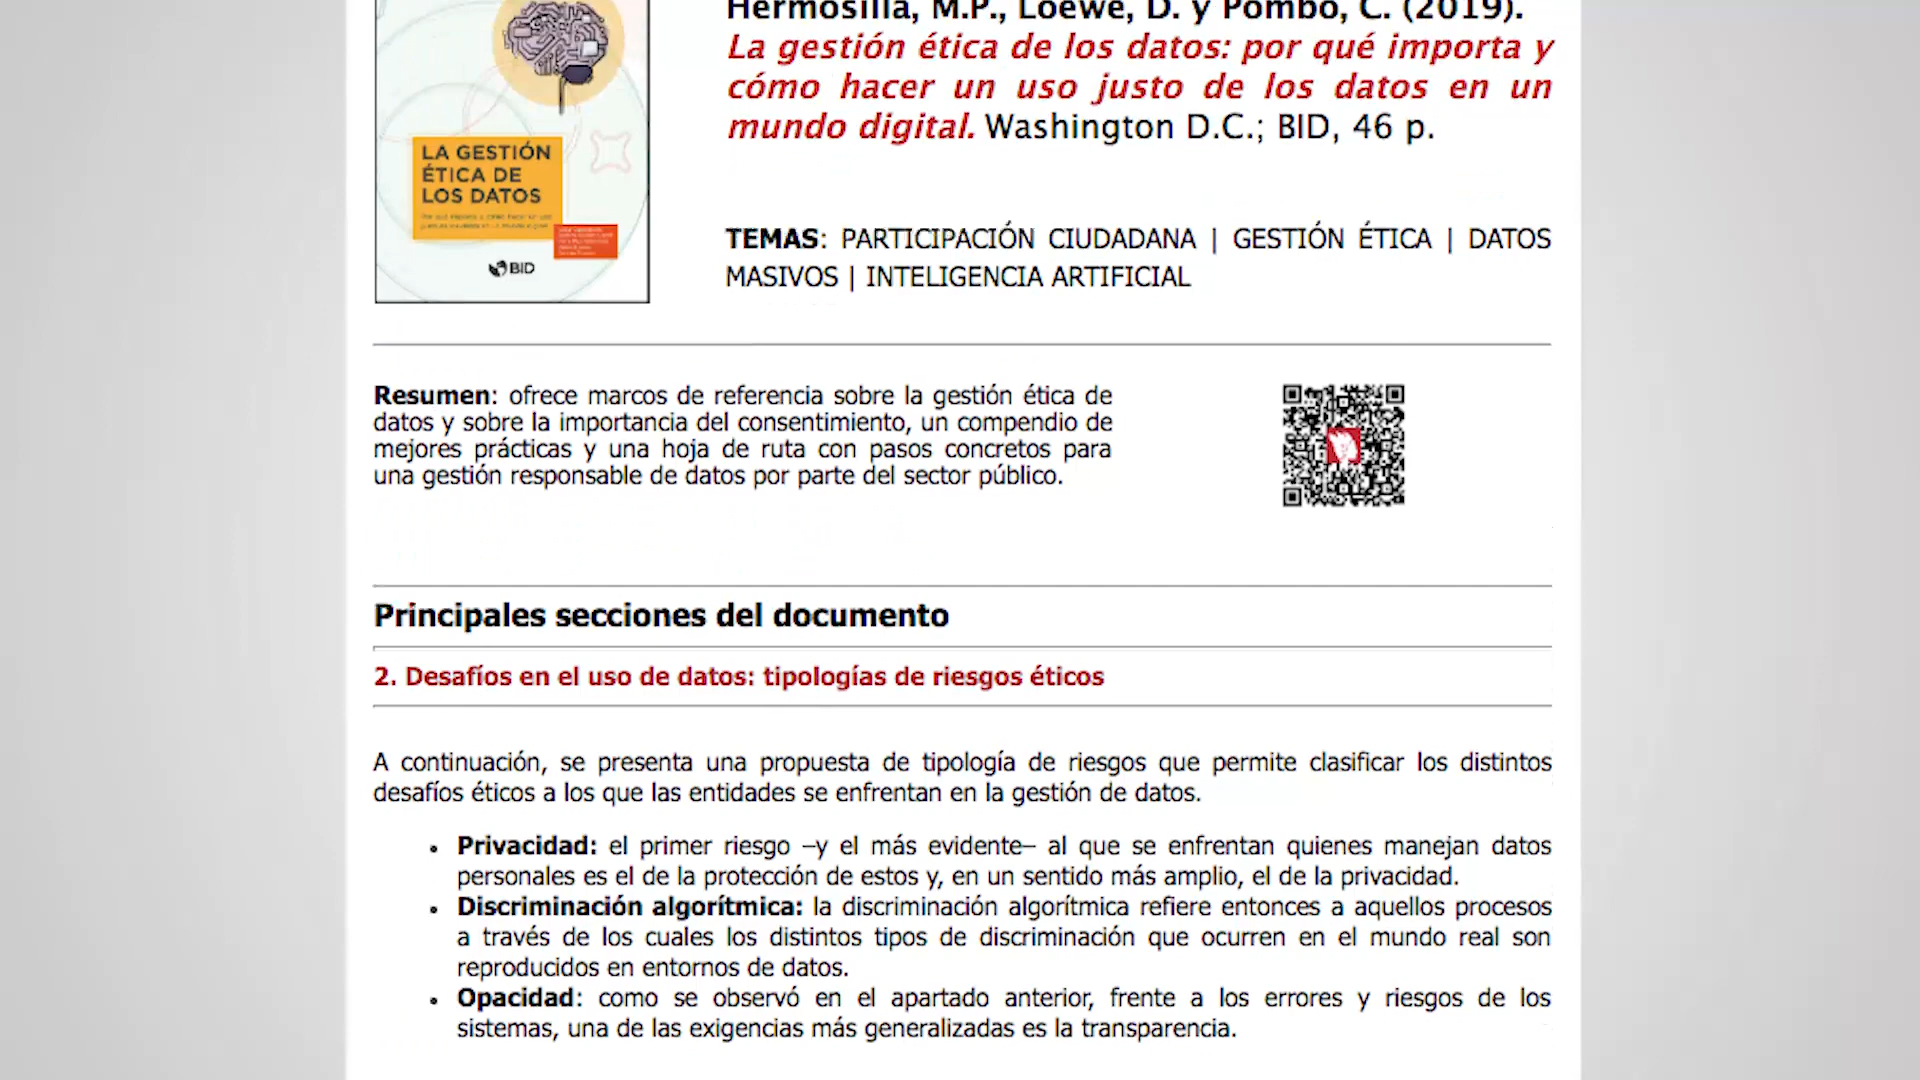 Hermosilla, M.P., Loewe, D. y Pombo, C. (2019).
La gestión ética de los datos: por qué importa y
cómo hacer un uso justo de los datos en un
mundo digital. Washington D.C.; BID, 46 p.
LA GESTIÓN
ÉTICA DE
LOS DATOS
BID
TEMAS: PARTICIPACIÓN CIUDADANA | GESTIÓN ÉTICA | DATOS
MASIVOS | INTELIGENCIA ARTIFICIAL
Resumen: ofrece marcos de referencia sobre la gestión ética de
datos y sobre la importancia del consentimiento, un compendio de
mejores prácticas y una hoja de ruta con pasos concretos para
una gestión responsable de datos por parte del sector público.
Principales secciones del documento
2. Desafíos en el uso de datos: tipologías de riesgos éticos
A continuación, se presenta una propuesta de tipología de riesgos que permite clasificar los distintos
desafíos éticos a los que las entidades se enfrentan en la gestión de datos.
• Privacidad: el primer riesgo –y el más evidente– al que se enfrentan quienes manejan datos
personales es el de la protección de estos y, en un sentido más amplio, el de la privacidad.
• Discriminación algorítmica: la discriminación algorítmica refiere entonces a aquellos procesos
a través de los cuales los distintos tipos de discriminación que ocurren en el mundo real son
reproducidos en entornos de datos.
• Opacidad: como se observó en el apartado anterior, frente a los errores y riesgos de los
sistemas, una de las exigencias más generalizadas es la transparencia.